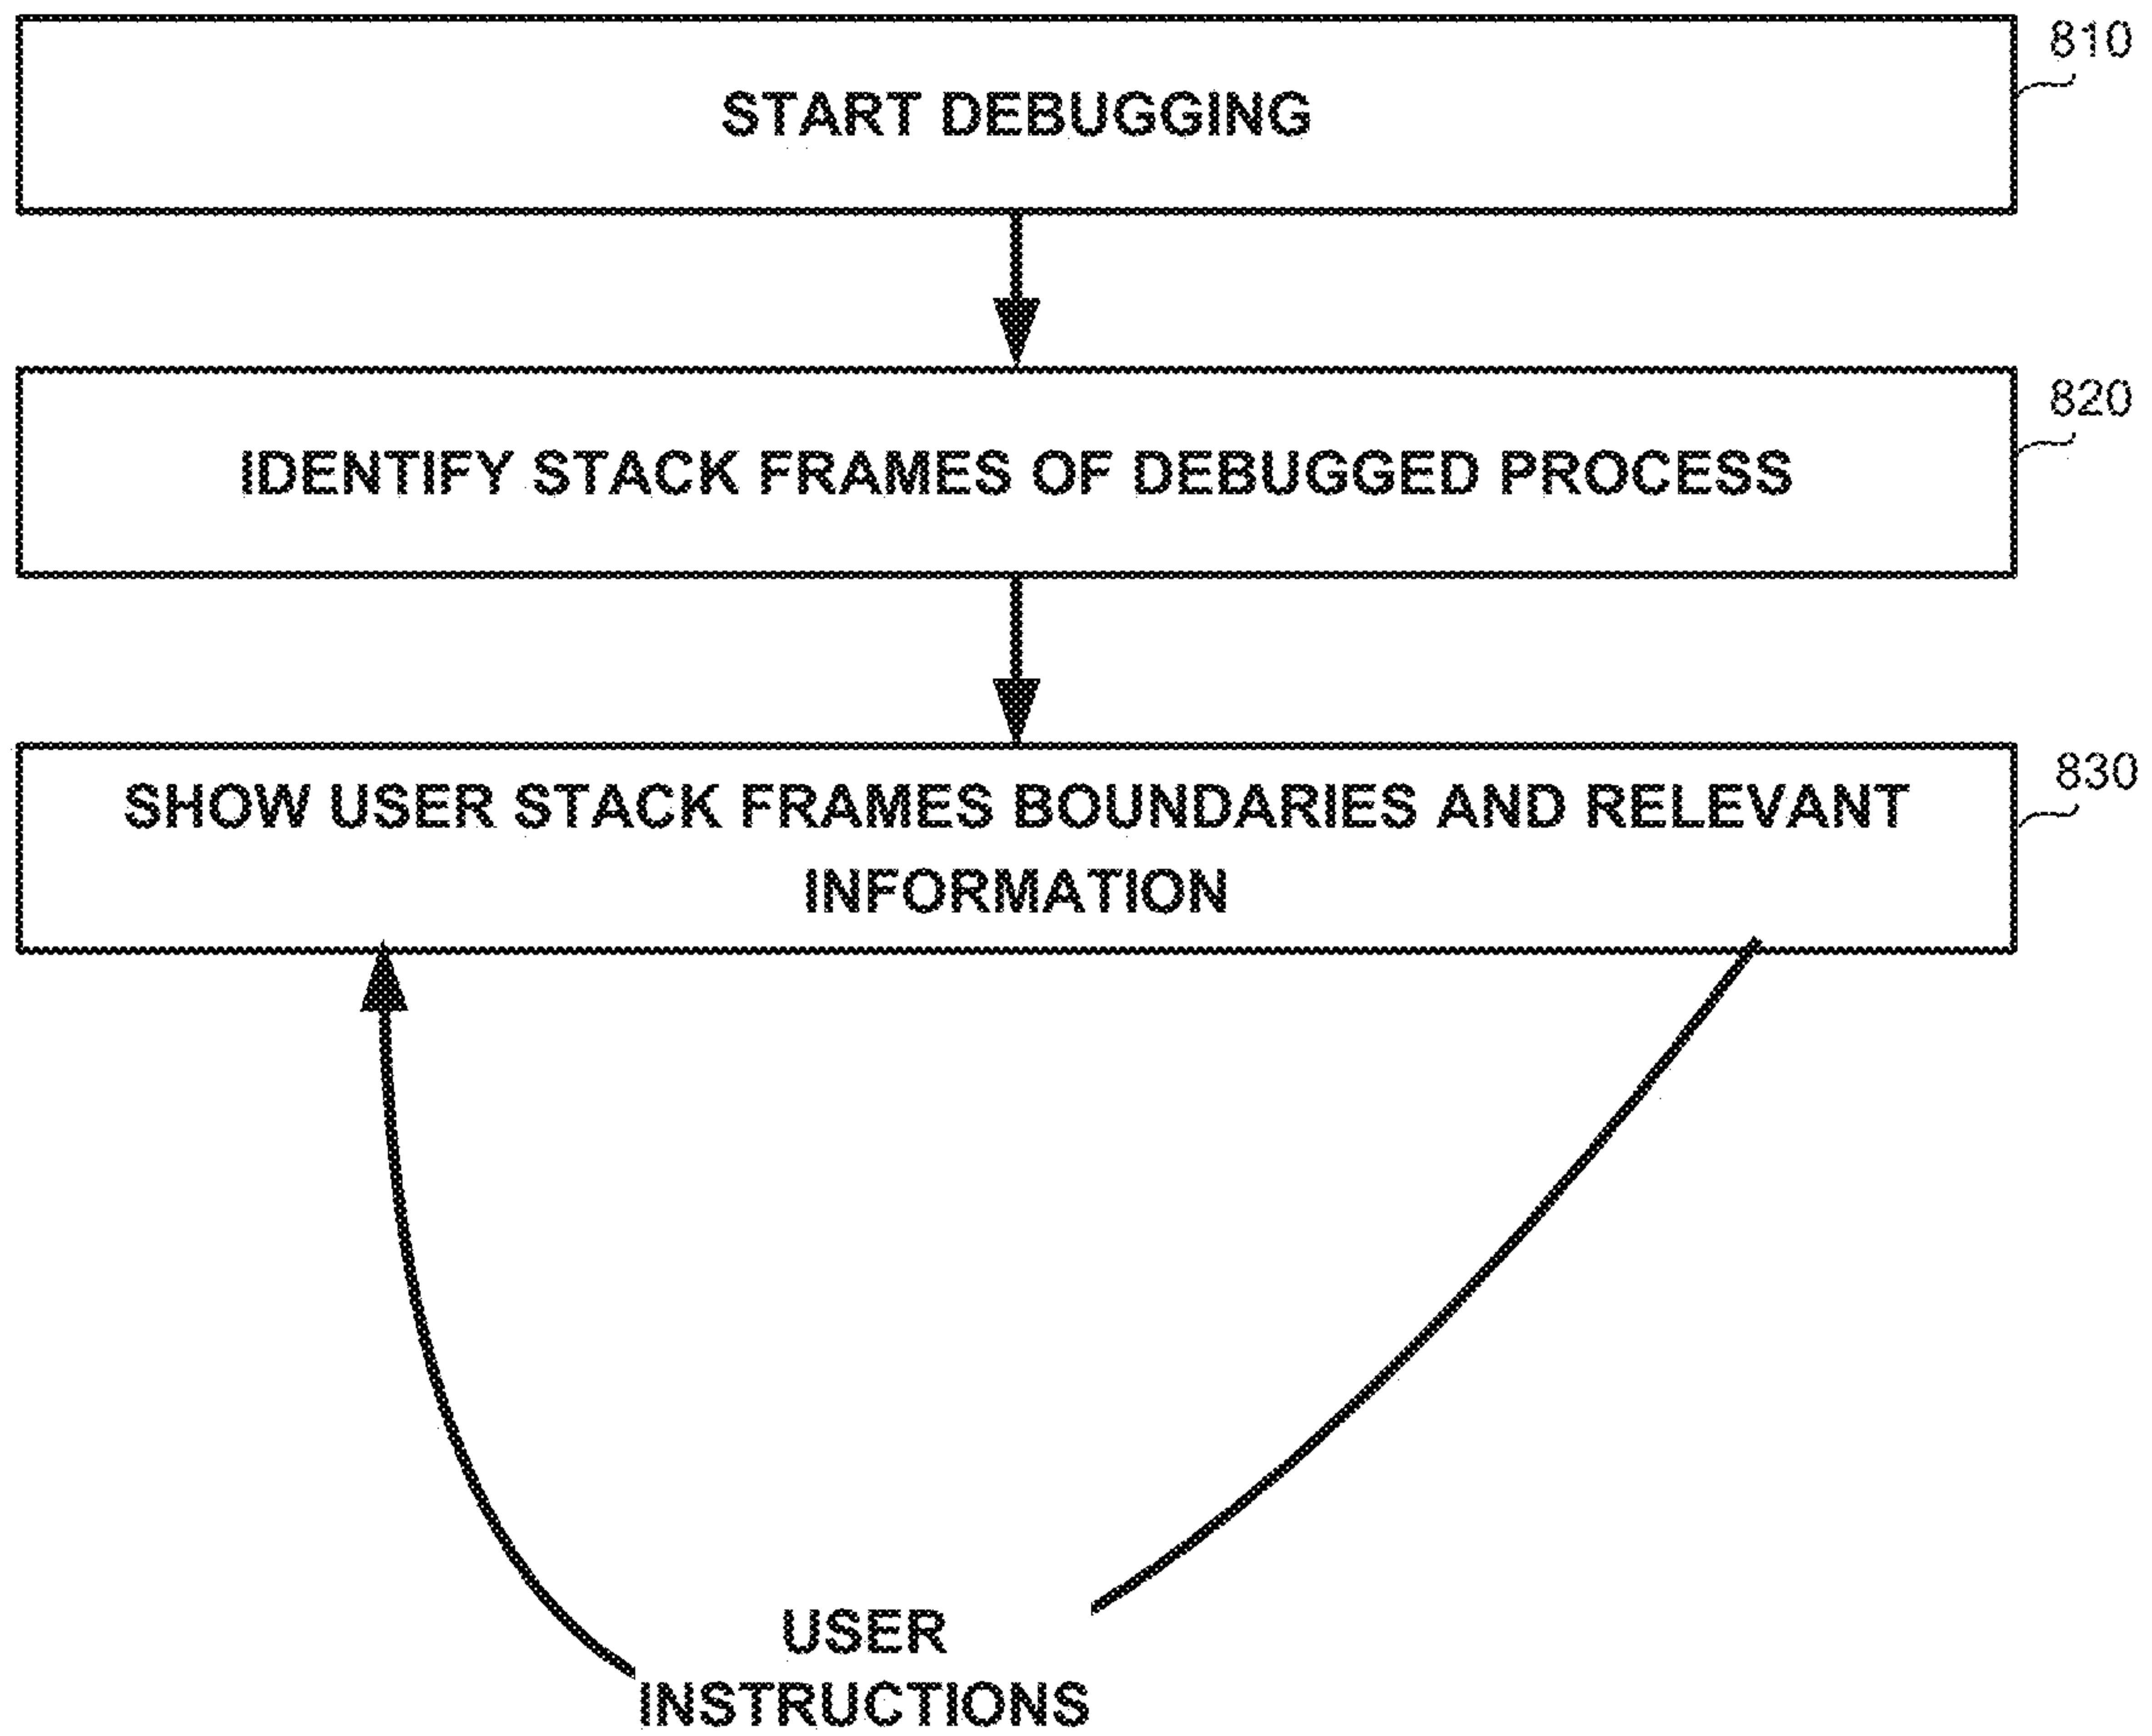 810
START DEBUGGING
820
IDENTIFY STACK FRAMES OF DEBUGGED PROCESS
830
SHOW USER STACK FRAMES BOUNDARIES AND RELEVANT
INFORMATION
USER
INSTRUCTIONS